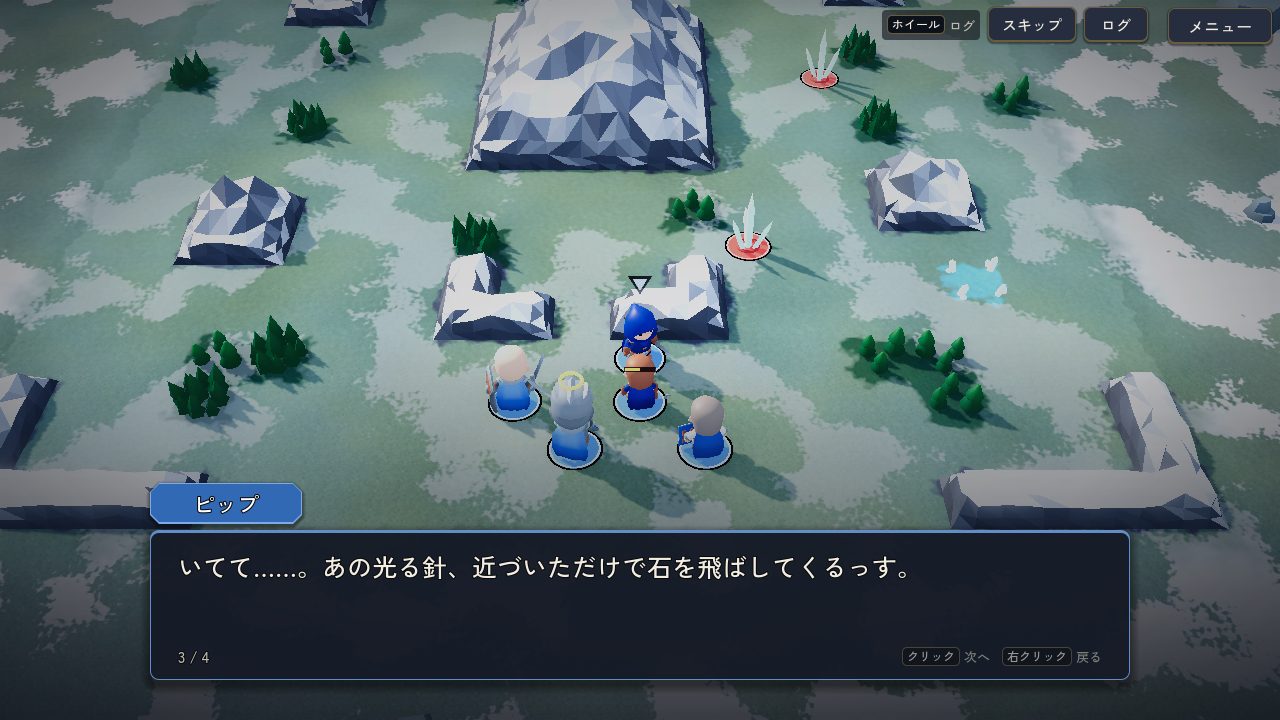 ホイール ログ
スキップ
ログ
メニュー
ピップ
いてて……。あの光る針、近づいただけで石を飛ばしてくるっす。
3 / 4
クリック 次へ 右クリック 戻る